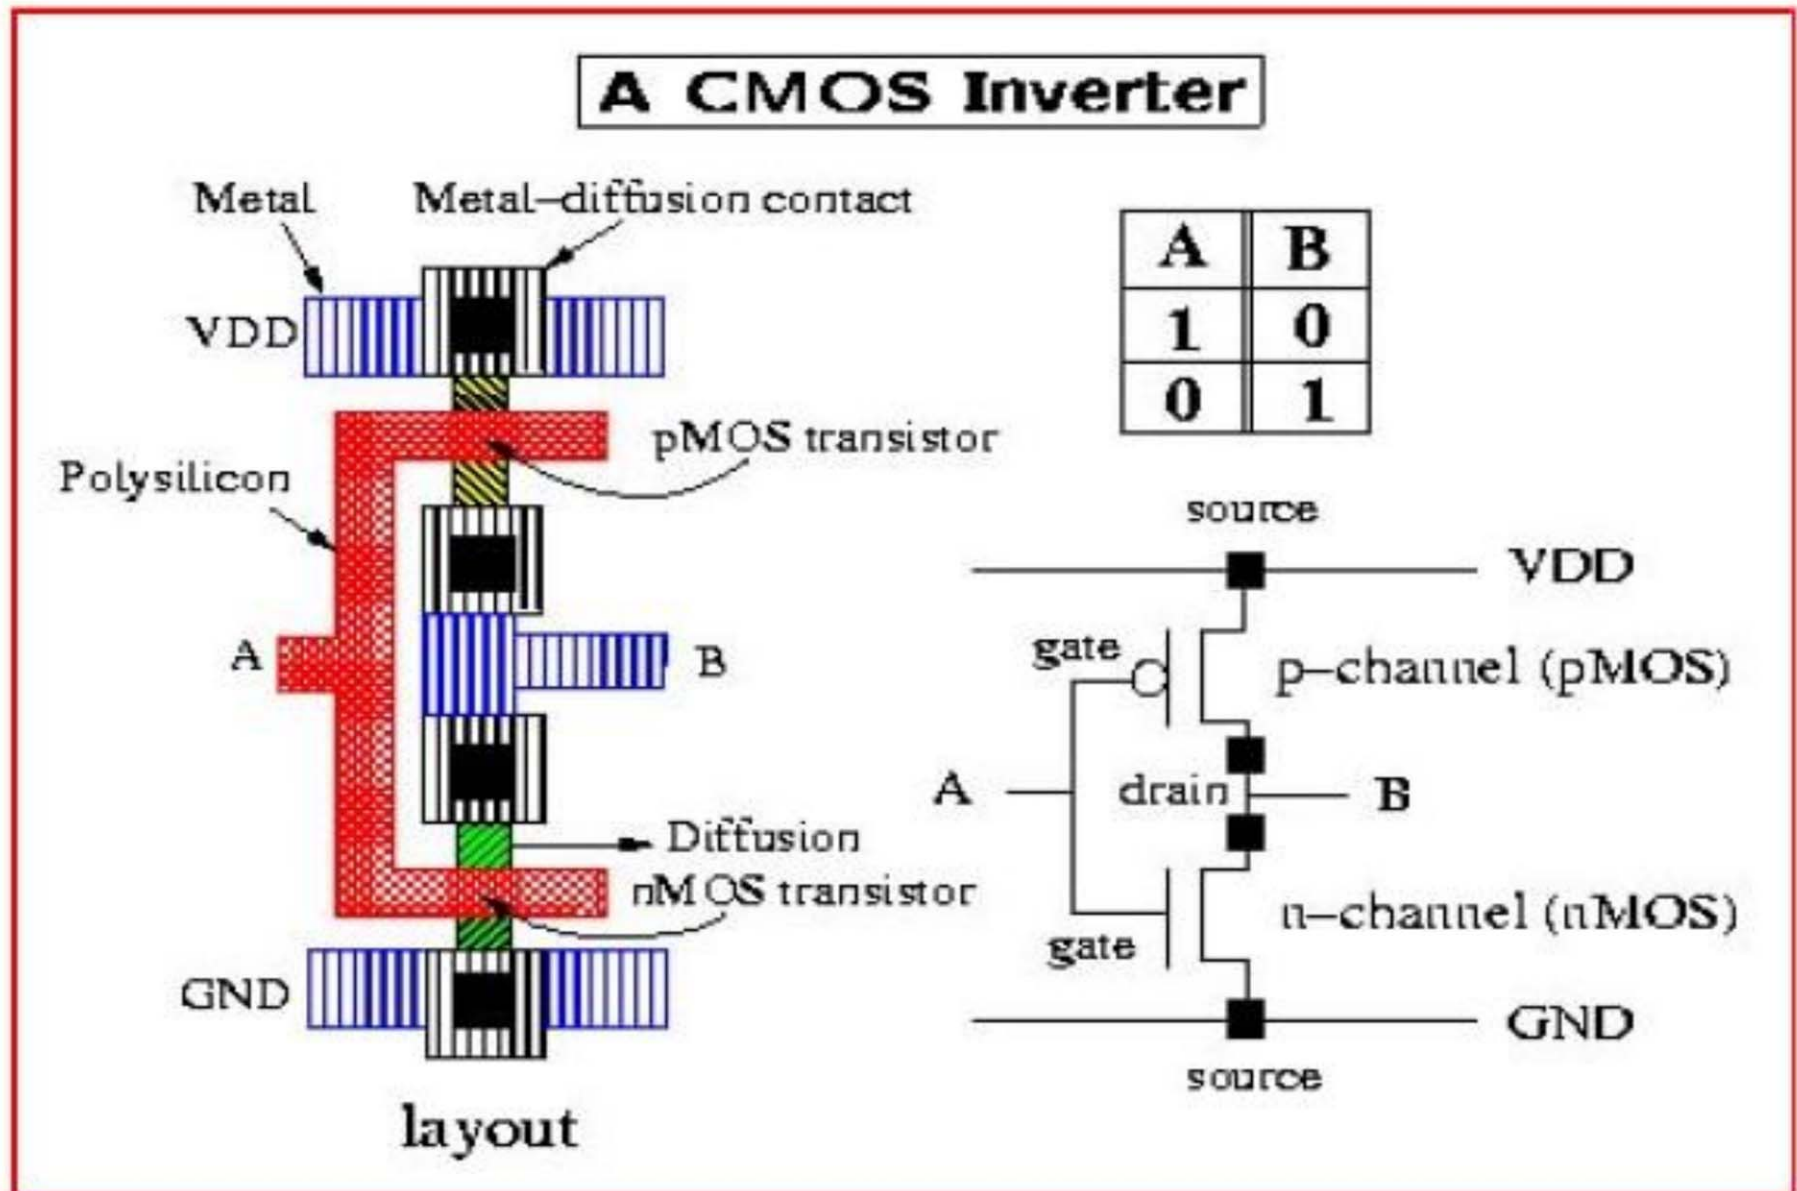 A CMOS Inverter
Metal
Metal-diffusion contact
VDD
pMOS transistor
Polysilicon
A
B
Diffusion
nMOS transistor
GND
layout
A B
1 0
0 1
source
VDD
gate
p-channel (pMOS)
A
drain
B
n-channel (nMOS)
gate
GND
source